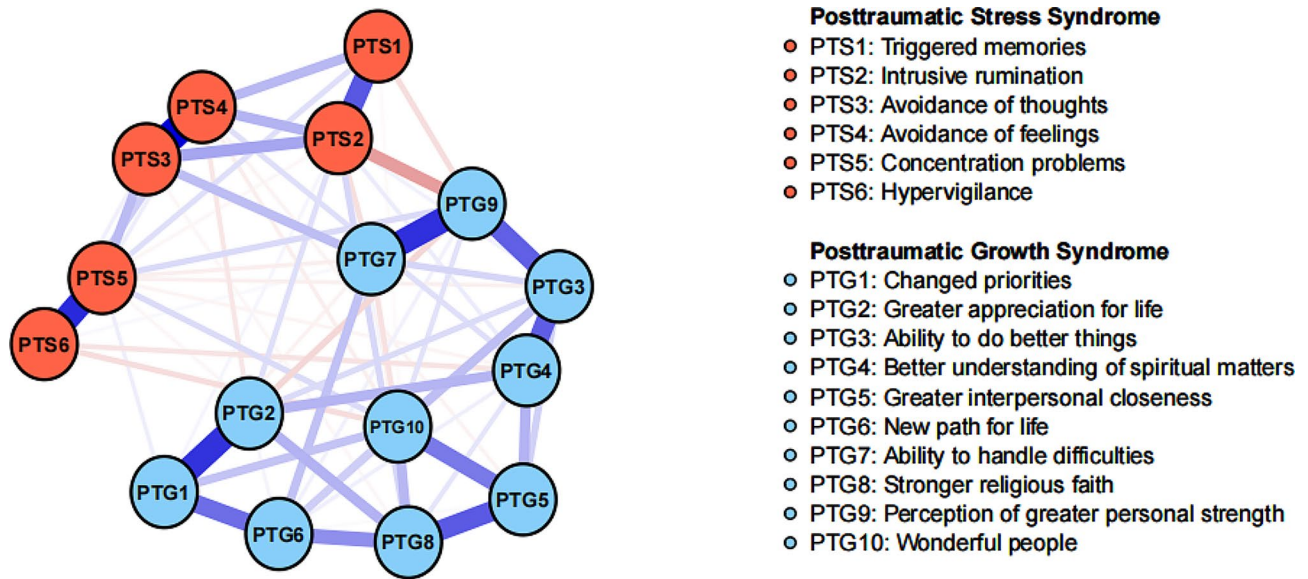 PTS1
PTS4
PTS2
PTS3
PTG9
PTG7
PTS5
PTG3
PTS6
PTG4
PTG2
PTG10
PTG1
PTG5
PTG6
PTG8
Posttraumatic Stress Syndrome
PTS1: Triggered memories
PTS2: Intrusive rumination
PTS3: Avoidance of thoughts
PTS4: Avoidance of feelings
PTS5: Concentration problems
PTS6: Hypervigilance
Posttraumatic Growth Syndrome
PTG1: Changed priorities
PTG2: Greater appreciation for life
PTG3: Ability to do better things
PTG4: Better understanding of spiritual matters
PTG5: Greater interpersonal closeness
PTG6: New path for life
PTG7: Ability to handle difficulties
PTG8: Stronger religious faith
PTG9: Perception of greater personal strength
PTG10: Wonderful people